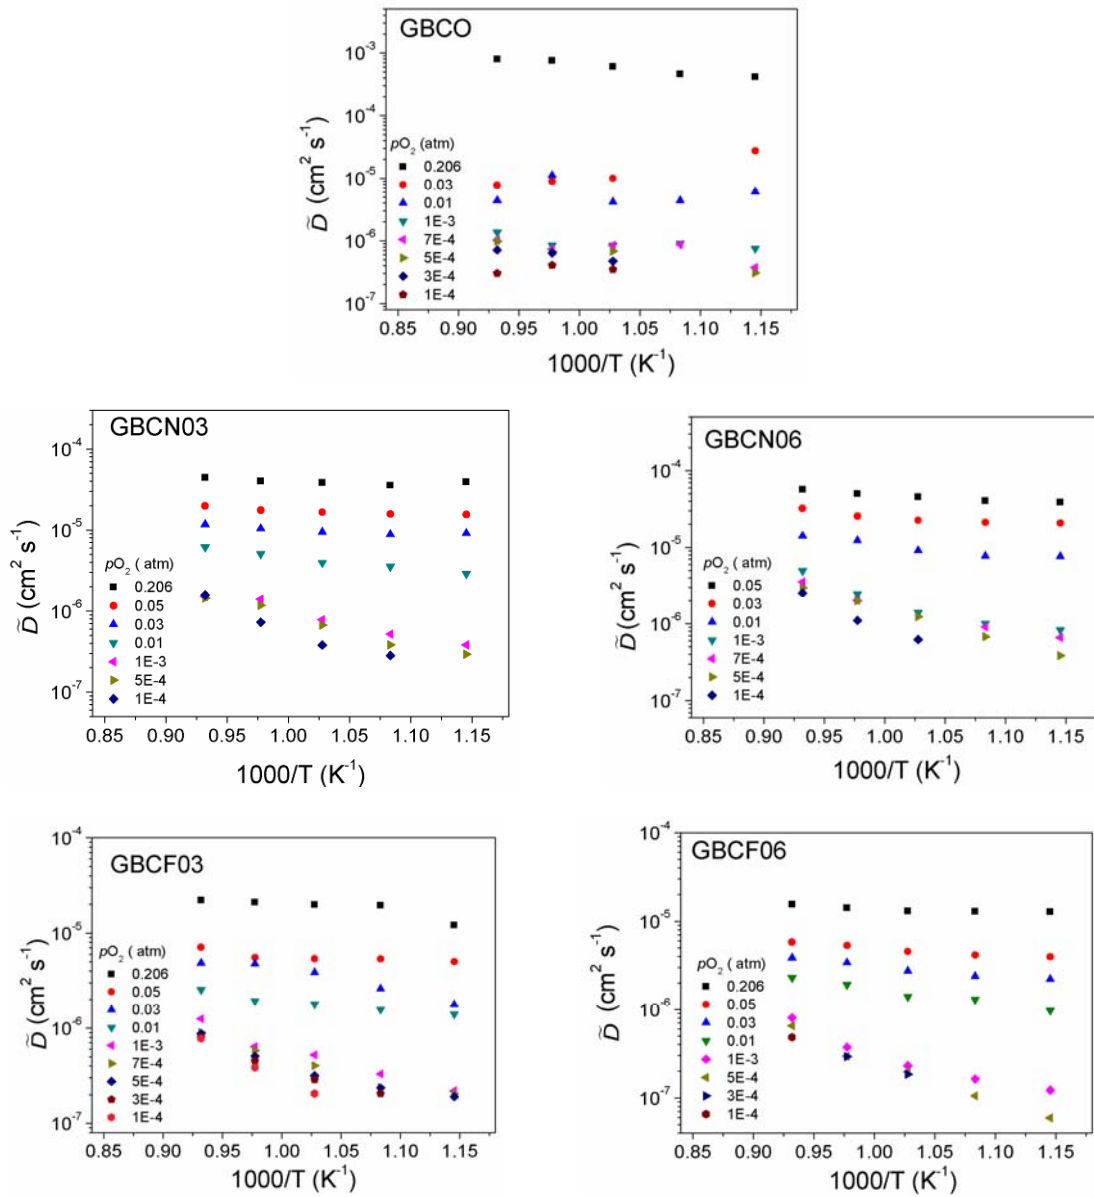 GBCO
10⁻³
10⁻⁴
10⁻⁵
10⁻⁶
10⁻⁷
D̃ (cm² s⁻¹)
pO₂ (atm)
0.206
0.03
0.01
1E-3
7E-4
5E-4
3E-4
1E-4
0.85 0.90 0.95 1.00 1.05 1.10 1.15
1000/T (K⁻¹)
GBCN03
10⁻⁴
10⁻⁵
10⁻⁶
10⁻⁷
D̃ (cm² s⁻¹)
pO₂ ( atm)
0.206
0.05
0.03
0.01
1E-3
5E-4
1E-4
0.85 0.90 0.95 1.00 1.05 1.10 1.15
1000/T (K⁻¹)
GBCN06
10⁻⁴
10⁻⁵
10⁻⁶
10⁻⁷
D̃ (cm² s⁻¹)
pO₂ ( atm)
0.05
0.03
0.01
1E-3
7E-4
5E-4
1E-4
0.85 0.90 0.95 1.00 1.05 1.10 1.15
1000/T (K⁻¹)
GBCF03
10⁻⁴
10⁻⁵
10⁻⁶
10⁻⁷
D̃ (cm² s⁻¹)
pO₂ ( atm)
0.206
0.05
0.03
0.01
1E-3
7E-4
5E-4
3E-4
1E-4
0.85 0.90 0.95 1.00 1.05 1.10 1.15
1000/T (K⁻¹)
GBCF06
10⁻⁴
10⁻⁵
10⁻⁶
10⁻⁷
D̃ (cm² s⁻¹)
pO₂ (atm)
0.206
0.05
0.03
0.01
1E-3
5E-4
3E-4
1E-4
0.85 0.90 0.95 1.00 1.05 1.10 1.15
1000/T (K⁻¹)